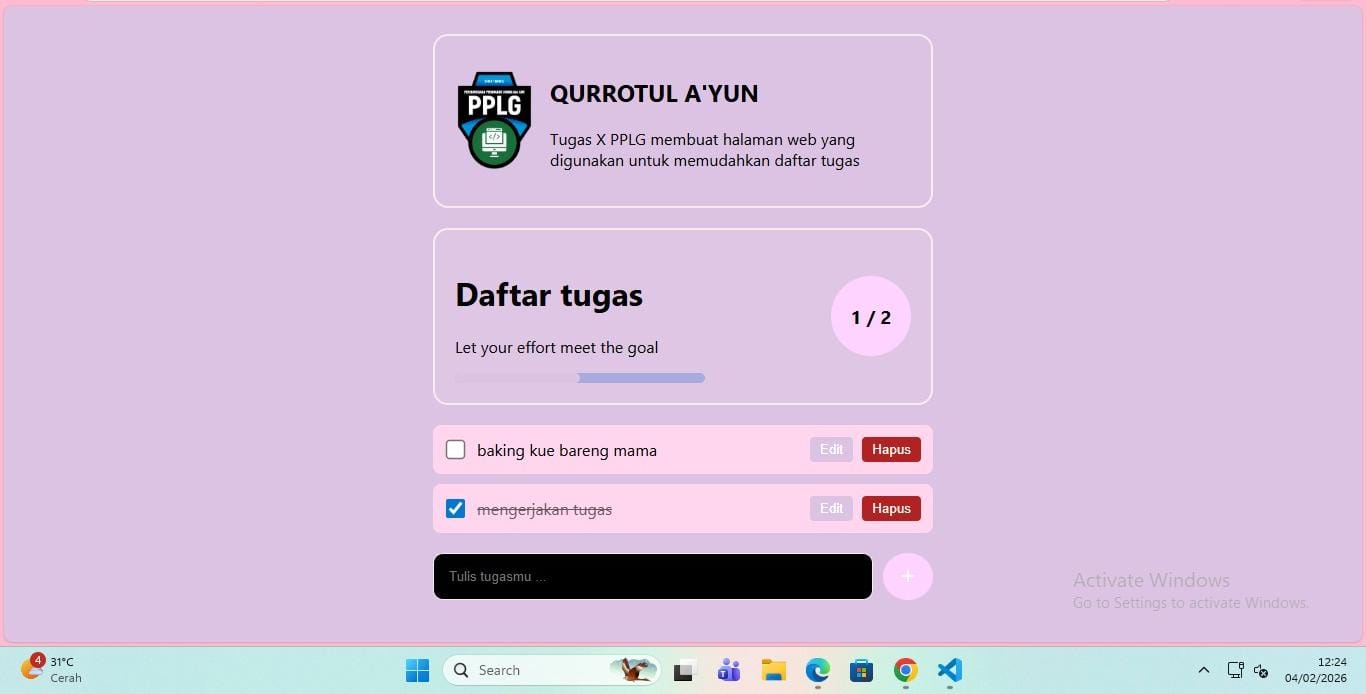 PPLG
QURROTUL A'YUN
Tugas X PPLG membuat halaman web yang
digunakan untuk memudahkan daftar tugas
Daftar tugas
1 / 2
Let your effort meet the goal
baking kue bareng mama
Edit
Hapus
mengerjakan tugas
Edit
Hapus
Tulis tugasmu ...
+
Activate Windows
Go to Settings to activate Windows.
4
31°C
Cerah
Search
12:24
04/02/2026